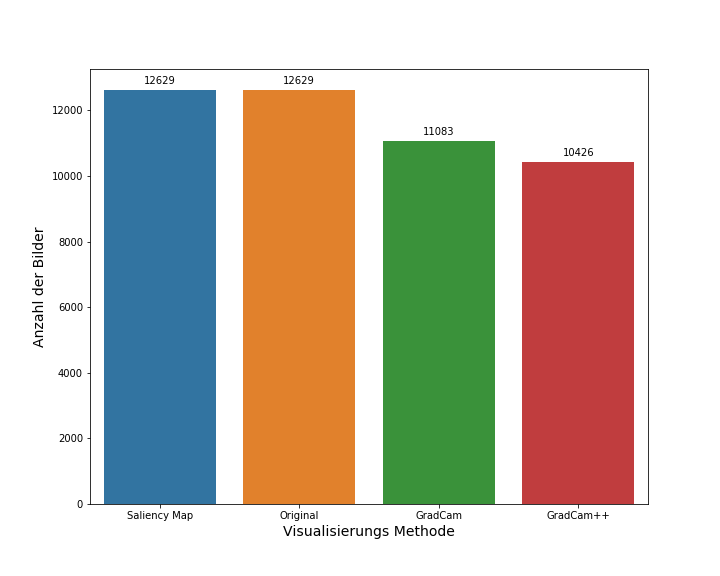 12629
12629
11083
10426
12000
10000
8000
6000
4000
2000
0
Anzahl der Bilder
Saliency Map
Original
GradCam
GradCam++
Visualisierungs Methode